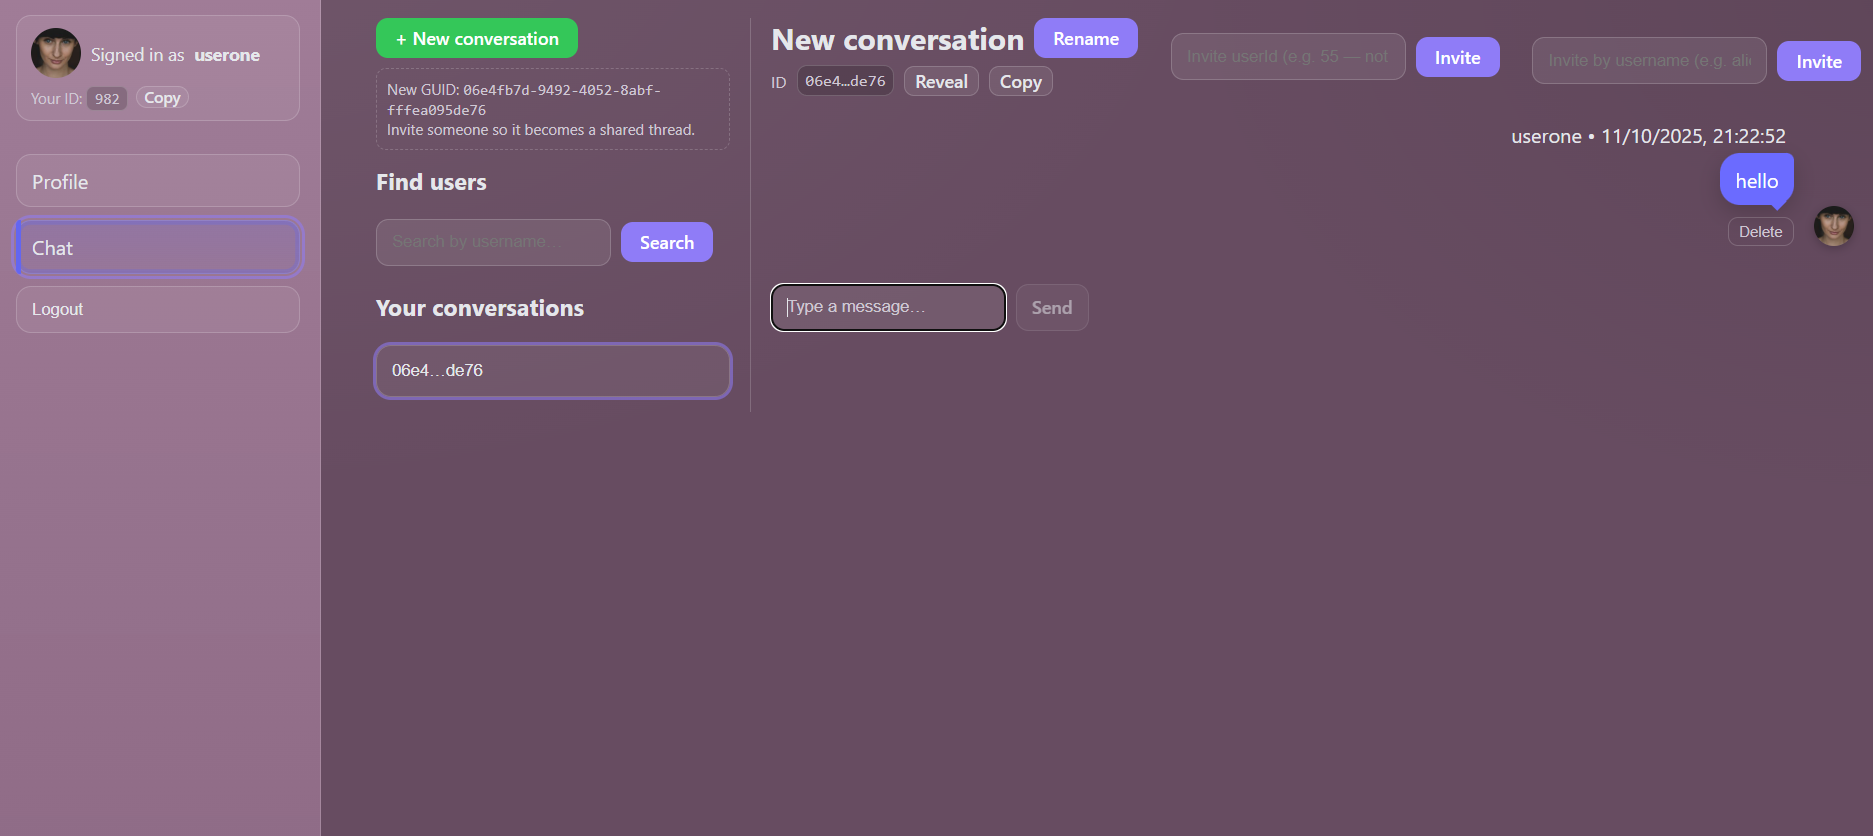 Signed in as userone
Your ID: 982 Copy
Profile
Chat
Logout
+ New conversation
New GUID: 06e4fb7d-9492-4052-8abf-
fffea095de76
Invite someone so it becomes a shared thread.
Find users
Search by username…
Search
Your conversations
06e4…de76
New conversation
Rename
ID 06e4…de76 Reveal Copy
Invite userId (e.g. 55 — not
Invite
Invite by username (e.g. alic
Invite
userone • 11/10/2025, 21:22:52
hello
Delete
Type a message…
Send